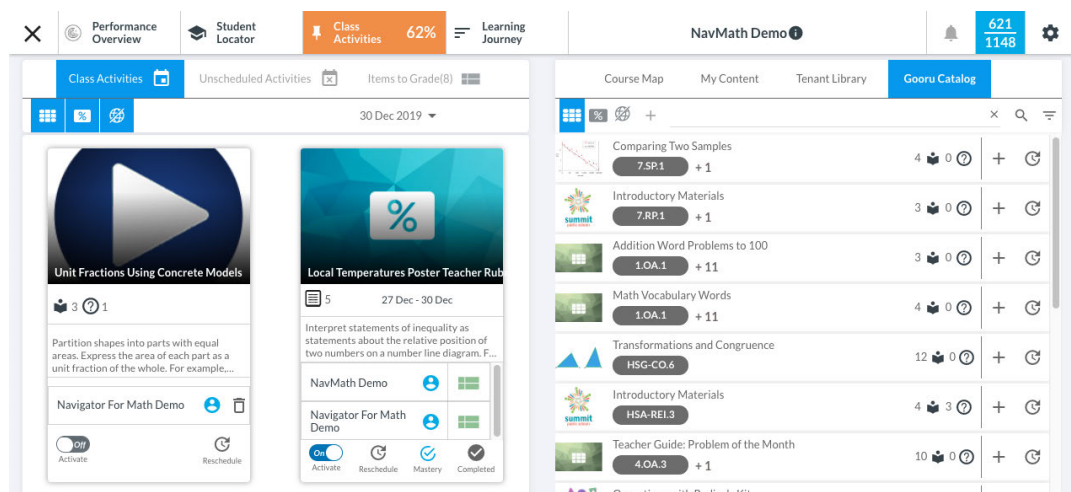 Performance Overview
Student Locator
Class Activities 62%
Learning Journey
NavMath Demo
621
1148
Class Activities
Unscheduled Activities
Items to Grade(8)
30 Dec 2019
Unit Fractions Using Concrete Models
3 1
Partition shapes into parts with equal
areas. Express the area of each part as a
unit fraction of the whole. For example,...
Navigator For Math Demo
Off
Activate
Reschedule
%
Local Temperatures Poster Teacher Rub
5 27 Dec - 30 Dec
Interpret statements of inequality as
statements about the relative position of
two numbers on a number line diagram. F...
NavMath Demo
Navigator For Math
Demo
On
Activate
Reschedule
Mastery
Completed
Course Map
My Content
Tenant Library
Gooru Catalog
Comparing Two Samples
7.SP.1 + 1
4 0
Introductory Materials
7.RP.1 + 1
3 0
summit
Addition Word Problems to 100
1.OA.1 + 11
3 0
Math Vocabulary Words
1.OA.1 + 11
4 0
Transformations and Congruence
HSG-CO.6
12 0
Introductory Materials
HSA-REI.3
4 3
summit
Teacher Guide: Problem of the Month
4.OA.3 + 1
10 0